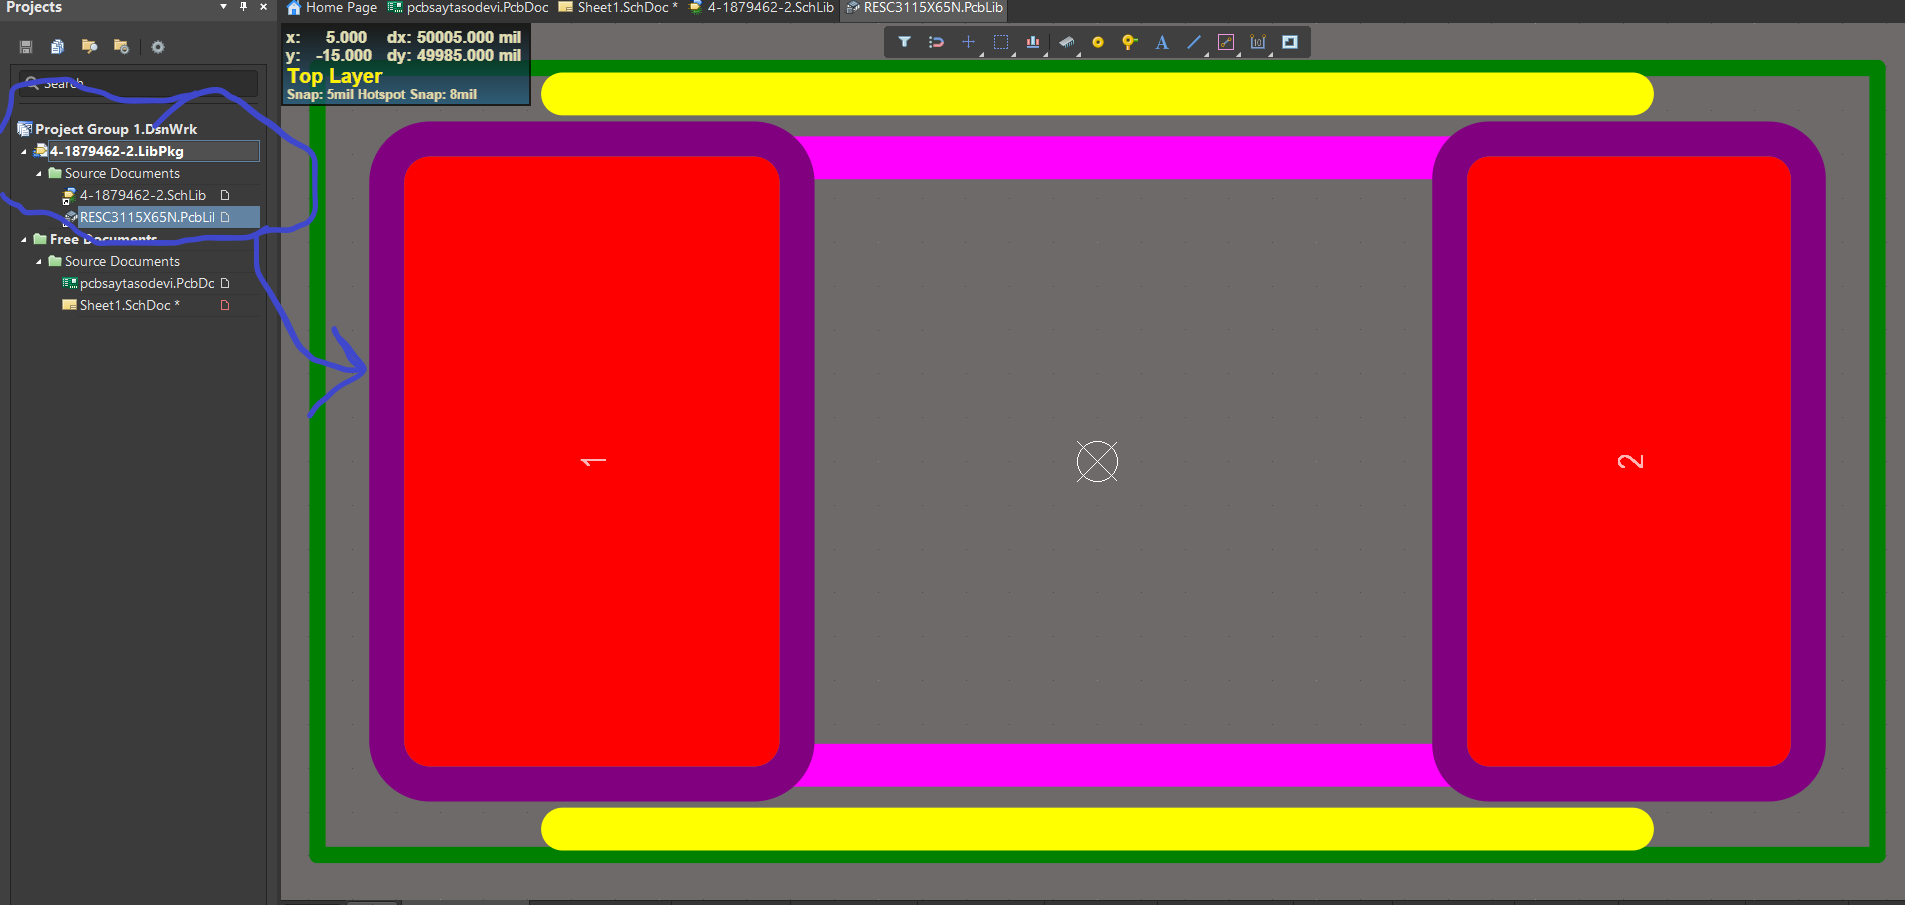 Projects
Home Page
pcbsaytasodevi.PcbDoc
Sheet1.SchDoc *
4-1879462-2.SchLib
RESC3115X65N.PcbLib
x: 5.000 dx: 50005.000 mil
y: -15.000 dy: 49985.000 mil
Top Layer
Snap: 5mil Hotspot Snap: 8mil
Search
Project Group 1.DsnWrk
4-1879462-2.LibPkg
Source Documents
4-1879462-2.SchLib
RESC3115X65N.PcbLil
Free Documents
Source Documents
pcbsaytasodevi.PcbDc
Sheet1.SchDoc *
1
2